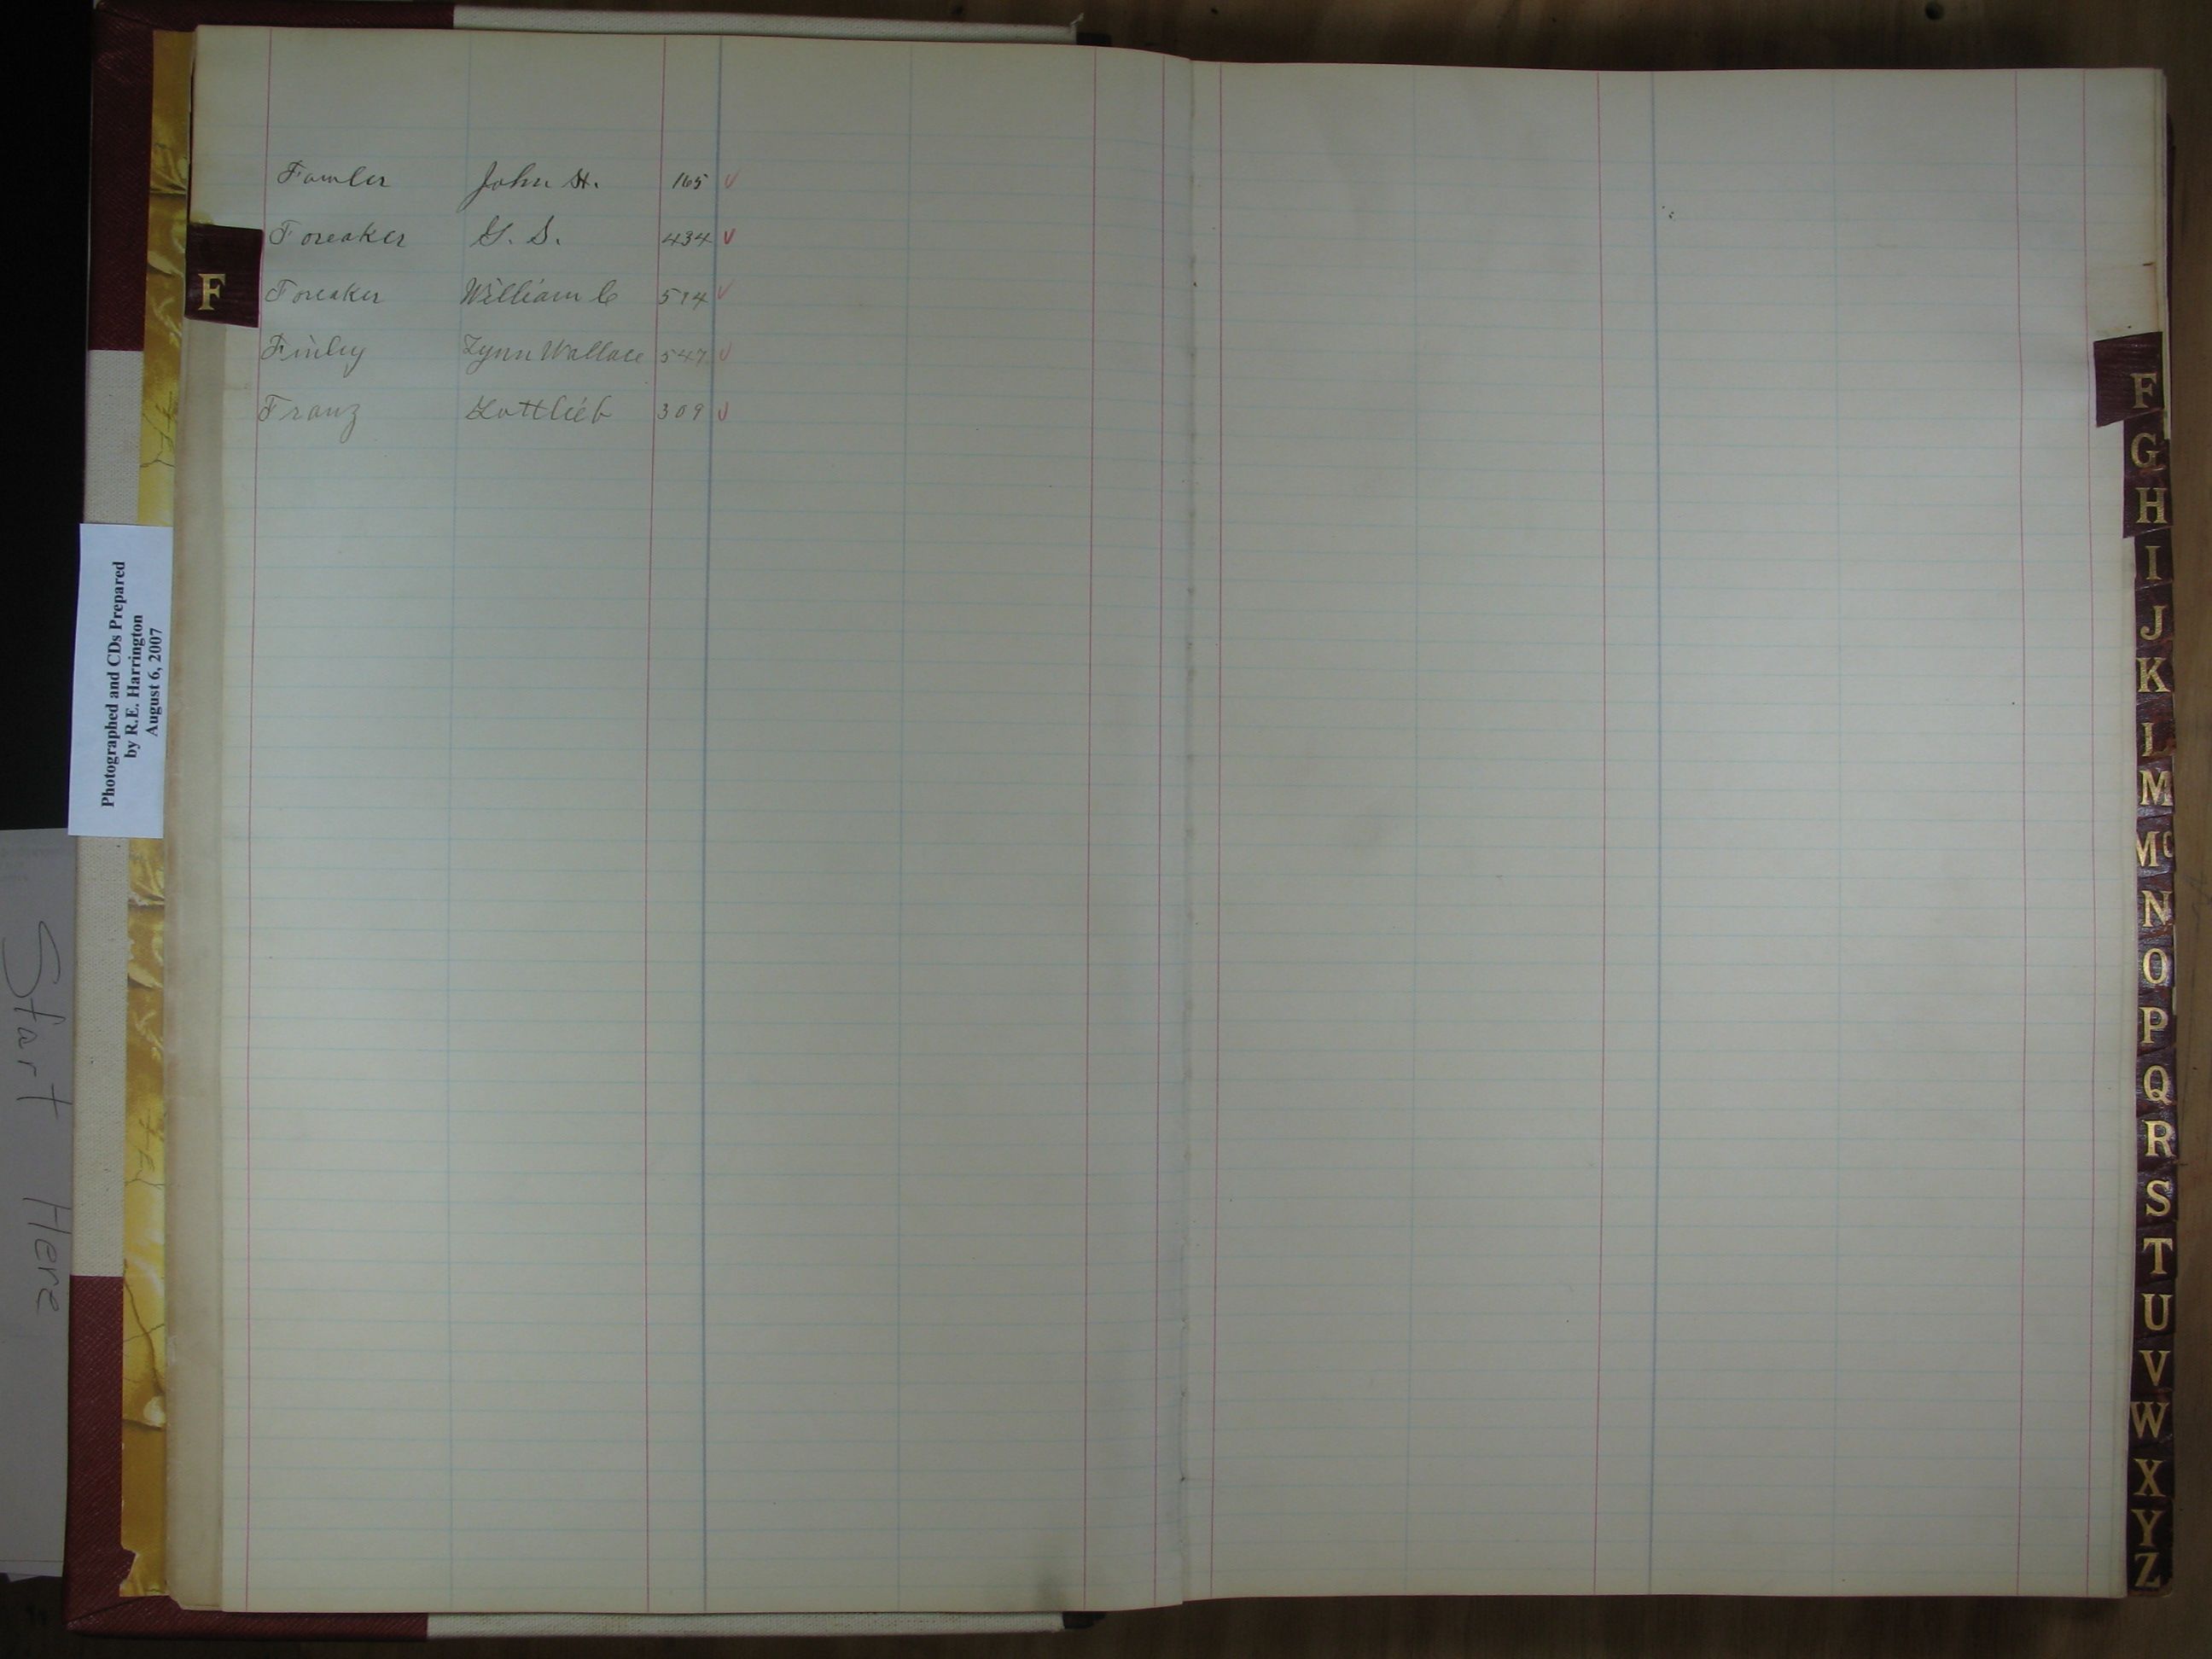 Fowler John H. 165 ✓
Foreaker G. S. 434 ✓
Foreaker William C 514 ✓
Finley Lynn Wallace 547 ✓
Franz Gottlieb 309 ✓
F
Photographed and CDs Prepared
by R.E. Harrington
August 6, 2007
Start Here
F
G
H
I
J
K
L
M
Mc
N
O
P
Q
R
S
T
U
V
W
X
Y
Z